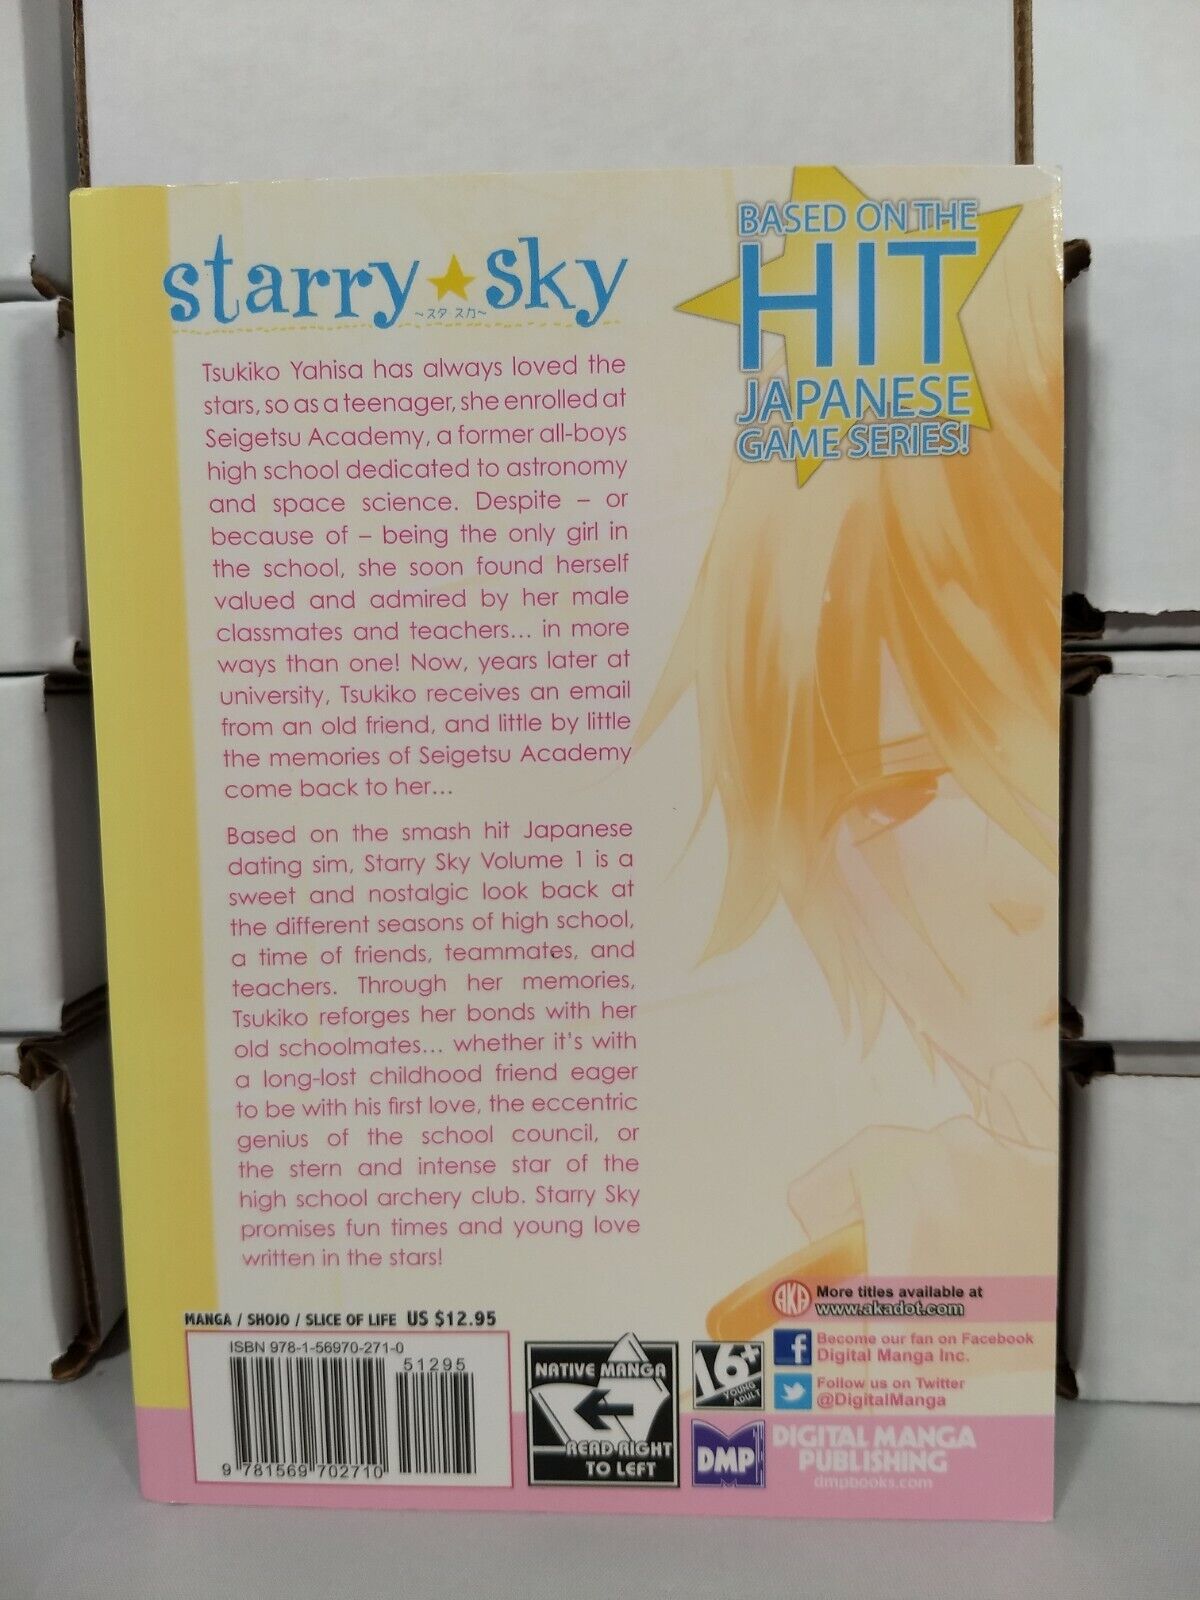 starry★sky
～スタ スカ～
BASED ON THE
HIT
JAPANESE
GAME SERIES!
Tsukiko Yahisa has always loved the
stars, so as a teenager, she enrolled at
Seigetsu Academy, a former all-boys
high school dedicated to astronomy
and space science. Despite – or
because of – being the only girl in
the school, she soon found herself
valued and admired by her male
classmates and teachers... in more
ways than one! Now, years later at
university, Tsukiko receives an email
from an old friend, and little by little
the memories of Seigetsu Academy
come back to her...
Based on the smash hit Japanese
dating sim, Starry Sky Volume 1 is a
sweet and nostalgic look back at
the different seasons of high school,
a time of friends, teammates, and
teachers. Through her memories,
Tsukiko reforges her bonds with her
old schoolmates... whether it's with
a long-lost childhood friend eager
to be with his first love, the eccentric
genius of the school council, or
the stern and intense star of the
high school archery club. Starry Sky
promises fun times and young love
written in the stars!
MANGA / SHOJO / SLICE OF LIFE US $12.95
ISBN 978-1-56970-271-0
51295
9 781569 702710
NATIVE MANGA
READ RIGHT
TO LEFT
16+
YOUNG
ADULT
AKA
More titles available at
www.akadot.com
f
Become our fan on Facebook
Digital Manga Inc.
Follow us on Twitter
@DigitalManga
DMP
DIGITAL MANGA
PUBLISHING
dmpbooks.com